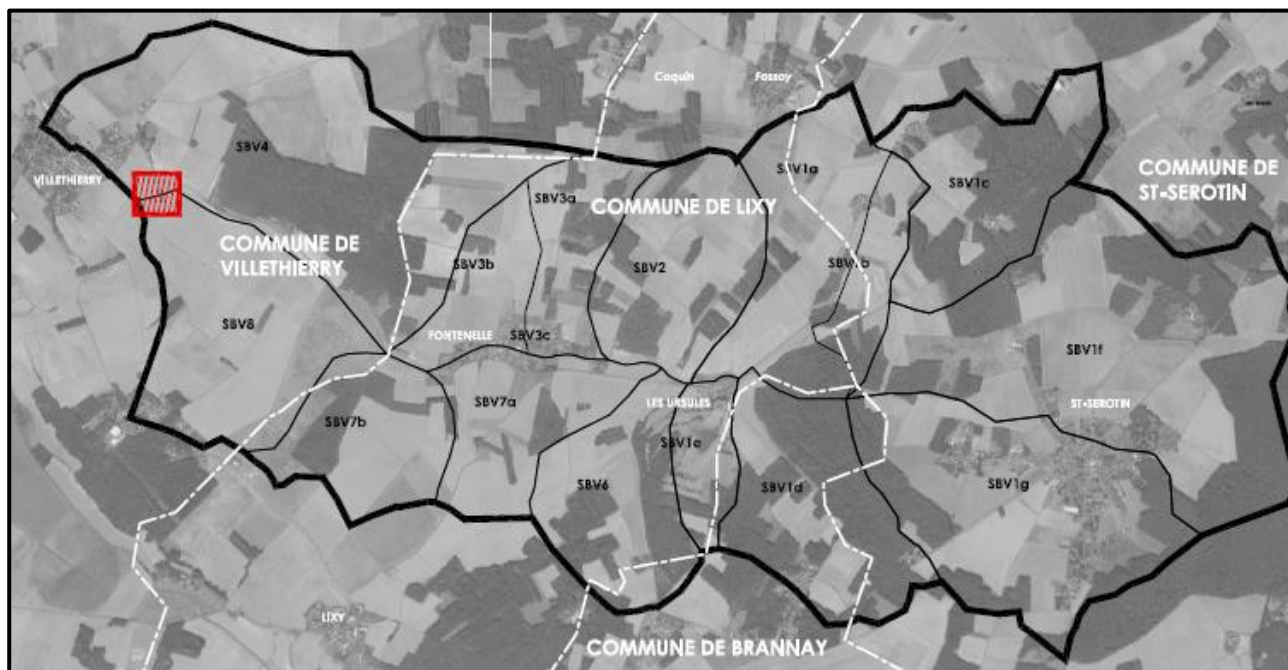 Coquin
Fossoy
COMMUNE DE
ST-SEROTIN
SBV4
VILLETHIERRY
SBV1a
SBV1c
SBV3a
COMMUNE DE LIXY
COMMUNE DE
VILLETHIERRY
SBV3b
SBV2
SBV1b
SBV8
FONTENELLE
SBV3c
SBV1f
SBV7a
LES URSULES
ST-SEROTIN
SBV7b
SBV1e
SBV6
SBV1d
SBV1g
LIXY
COMMUNE DE BRANNAY